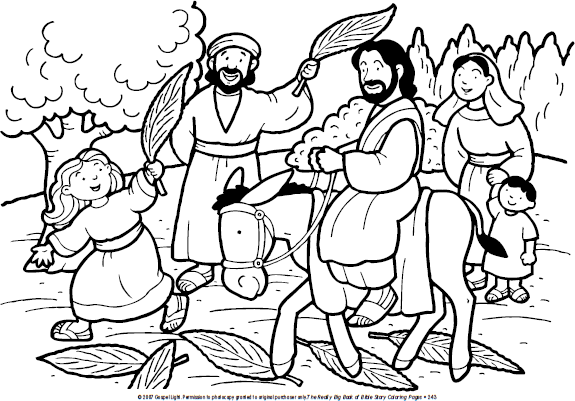 © 2007 Gospel Light. Permission to photocopy granted to original purchaser only. The Really Big Book of Bible Story Coloring Pages • 243